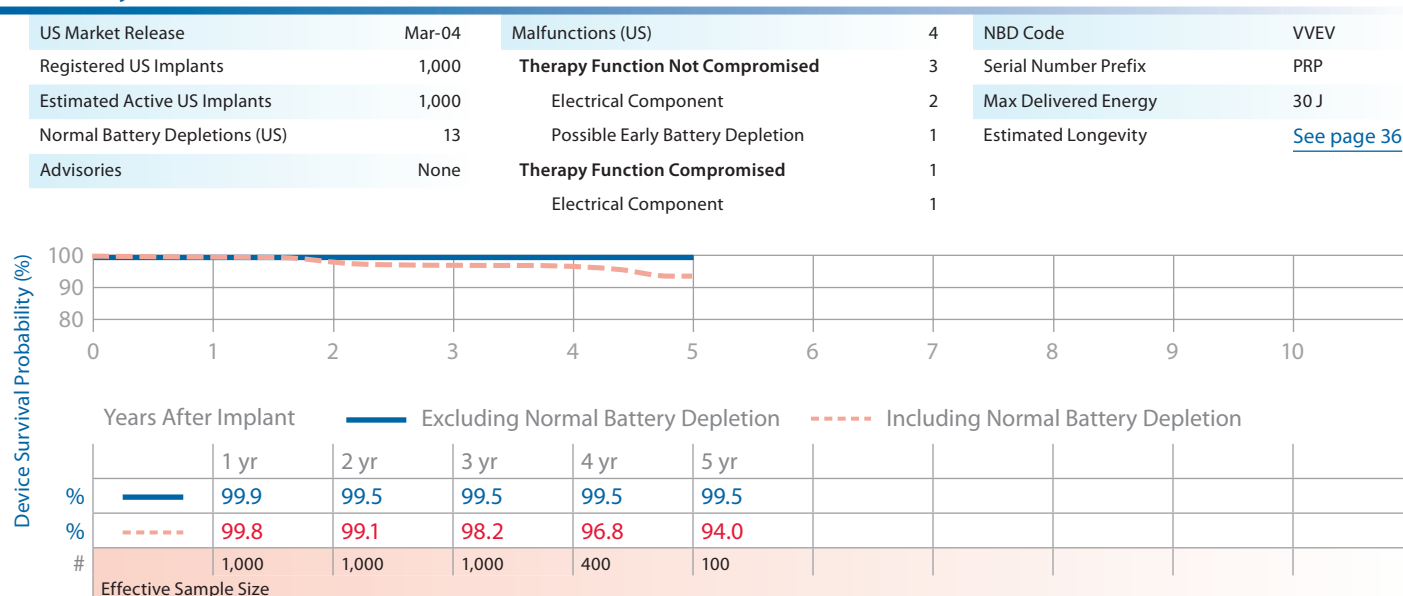 US Market Release Mar-04 Malfunctions (US) 4 NBD Code VVEV
Registered US Implants 1,000 Therapy Function Not Compromised 3 Serial Number Prefix PRP
Estimated Active US Implants 1,000 Electrical Component 2 Max Delivered Energy 30 J
Normal Battery Depletions (US) 13 Possible Early Battery Depletion 1 Estimated Longevity See page 36
Advisories None Therapy Function Compromised 1
Electrical Component 1
Device Survival Probability (%)
100
90
80
0 1 2 3 4 5 6 7 8 9 10
Years After Implant Excluding Normal Battery Depletion Including Normal Battery Depletion
1 yr 2 yr 3 yr 4 yr 5 yr
% 99.9 99.5 99.5 99.5 99.5
% 99.8 99.1 98.2 96.8 94.0
# 1,000 1,000 1,000 400 100
Effective Sample Size